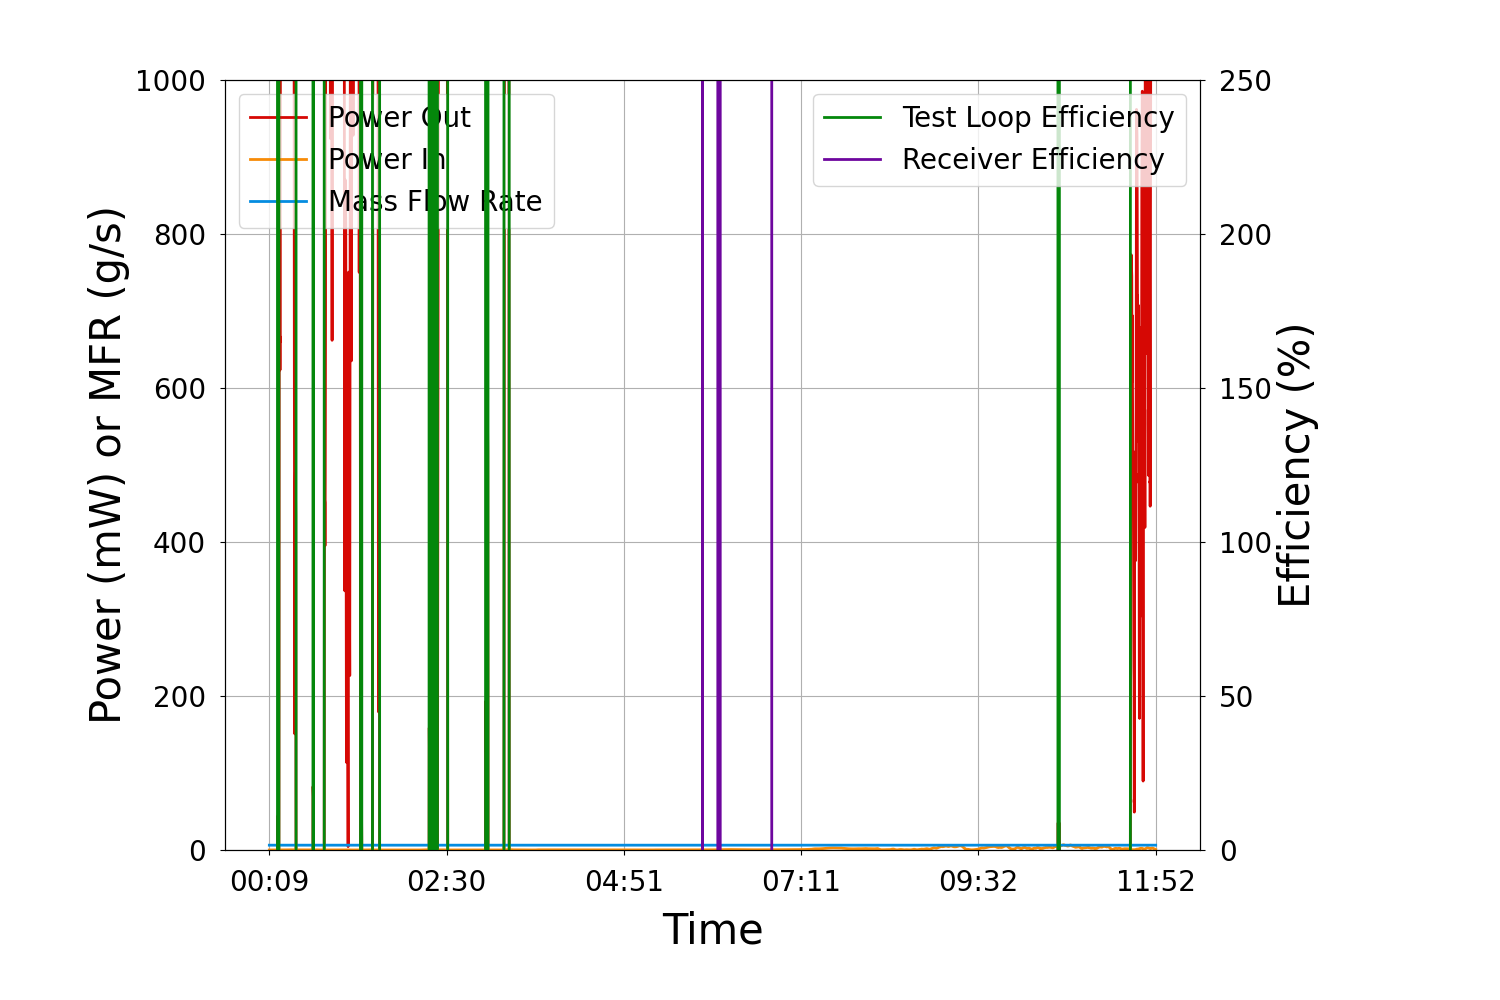 1000
800
600
400
200
0
Power (mW) or MFR (g/s)
Power Out
Power In
Mass Flow Rate
Test Loop Efficiency
Receiver Efficiency
250
200
150
100
50
0
Efficiency (%)
00:09 02:30 04:51 07:11 09:32 11:52
Time